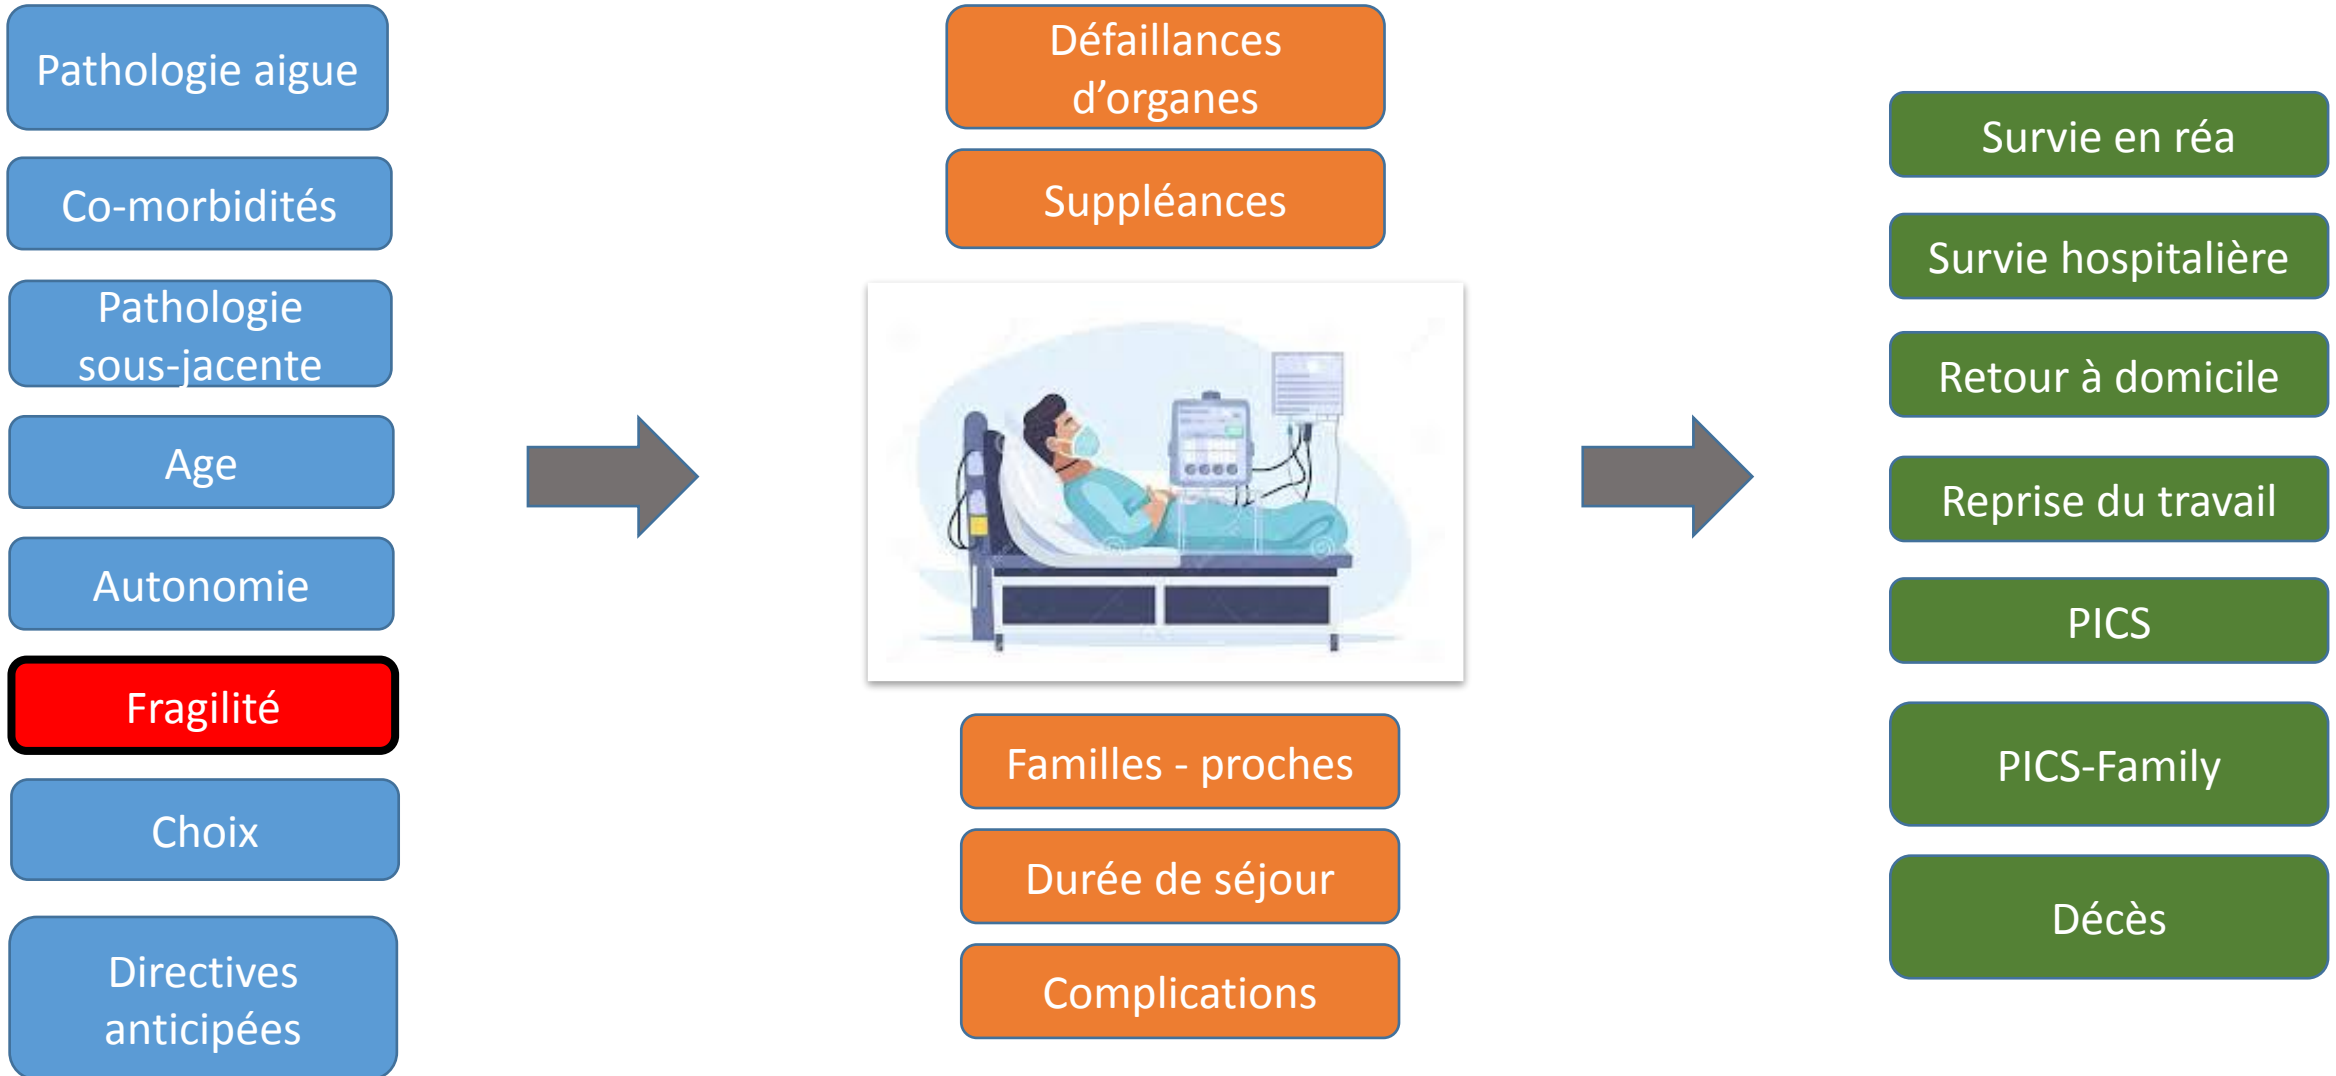 Pathologie aigue
Co-morbidités
Pathologie
sous-jacente
Age
Autonomie
Fragilité
Choix
Directives
anticipées
Défaillances
d’organes
Suppléances
Familles - proches
Durée de séjour
Complications
Survie en réa
Survie hospitalière
Retour à domicile
Reprise du travail
PICS
PICS-Family
Décès